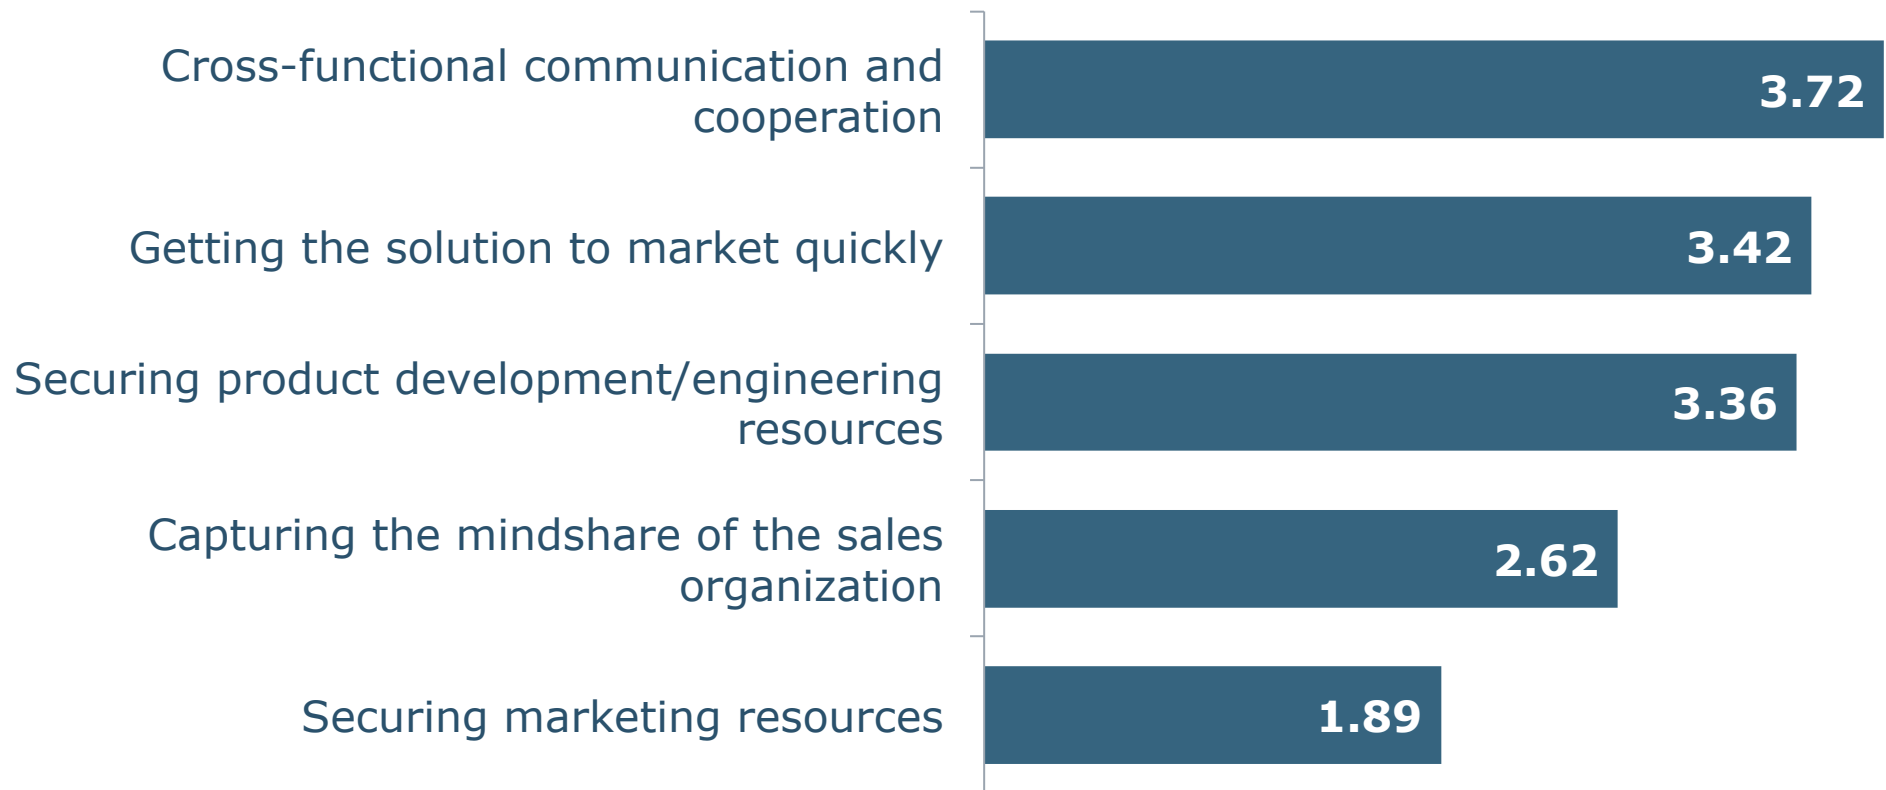 Cross-functional communication and
cooperation
3.72
Getting the solution to market quickly
3.42
Securing product development/engineering
resources
3.36
Capturing the mindshare of the sales
organization
2.62
Securing marketing resources
1.89